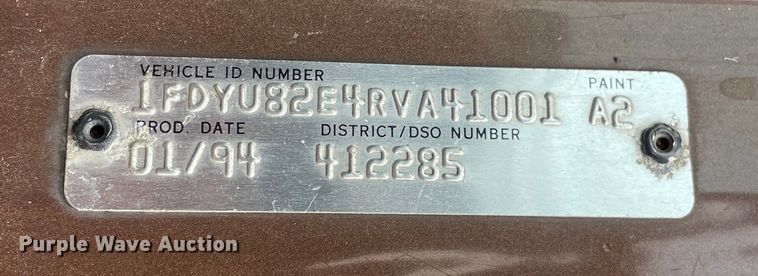 VEHICLE ID NUMBER PAINT
1FDYU82E4RVA41001 A2
PROD. DATE DISTRICT/DSO NUMBER
01/94 412285
Purple Wave Auction